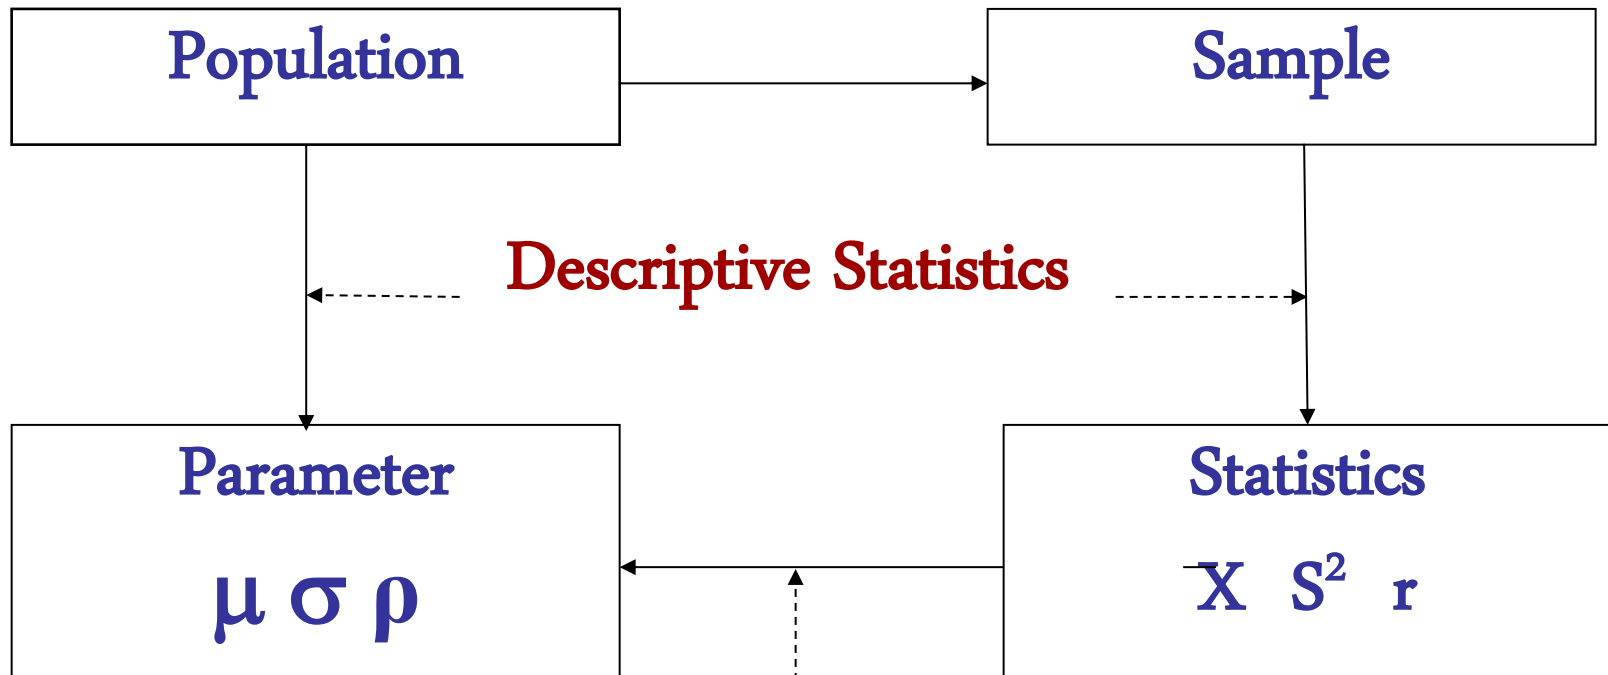 Population
Sample
Descriptive Statistics
Parameter
Statistics
μ σ ρ
X̅ S² r